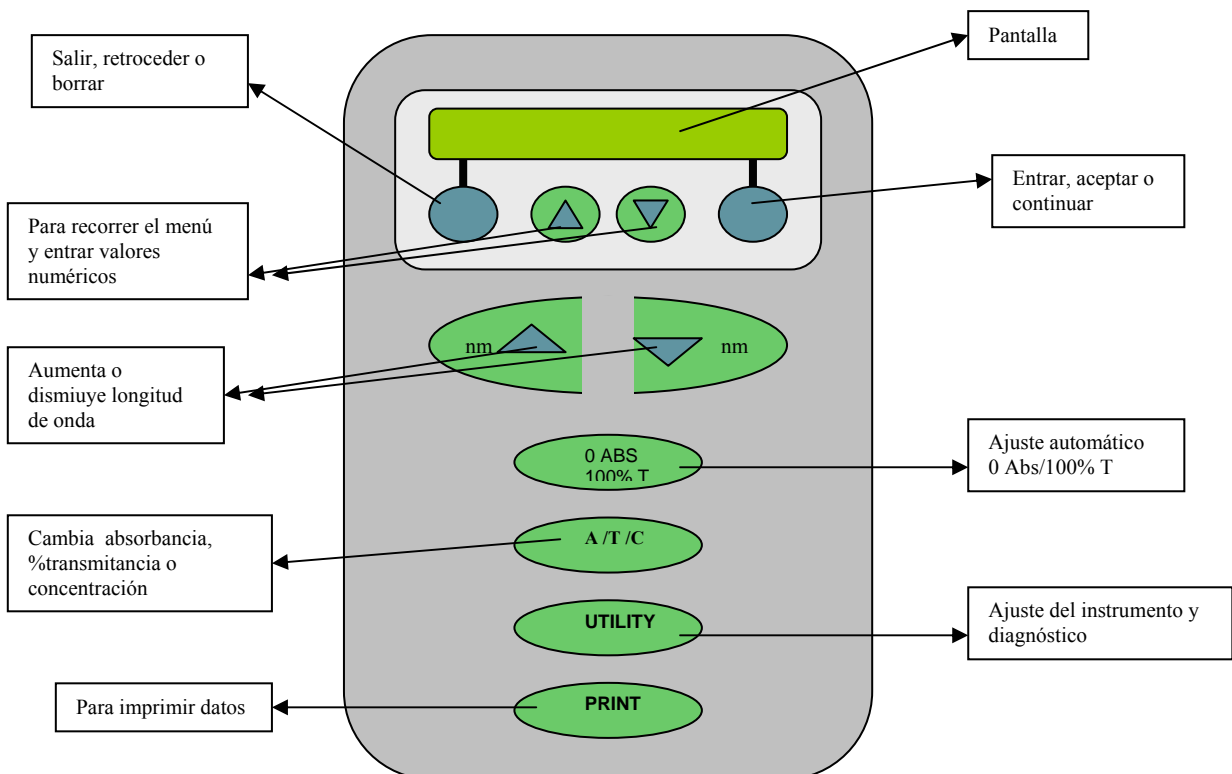 Salir, retroceder o
borrar
Pantalla
Entrar, aceptar o
continuar
Para recorrer el menú
y entrar valores
numéricos
nm
nm
Aumenta o
dismiuye longitud
de onda
0 ABS
100% T
Ajuste automático
0 Abs/100% T
Cambia absorbancia,
%transmitancia o
concentración
A /T /C
UTILITY
Ajuste del instrumento y
diagnóstico
Para imprimir datos
PRINT